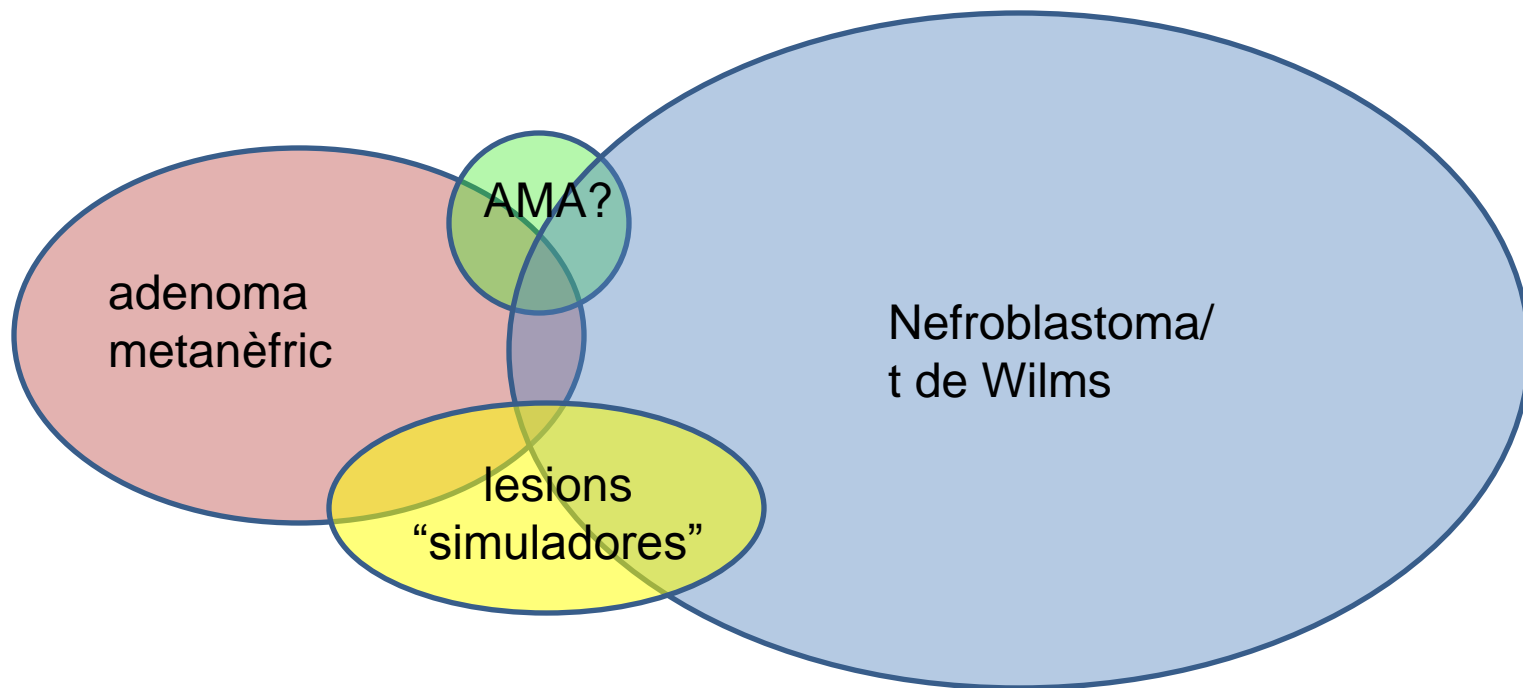 AMA?
adenoma
metanèfric
Nefroblastoma/
t de Wilms
lesions
“simuladores”